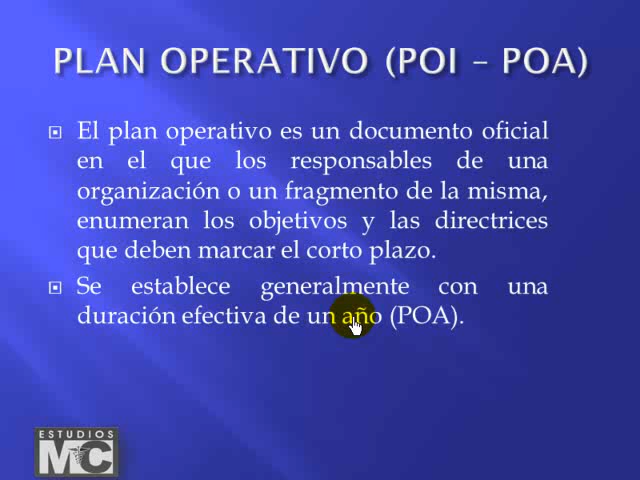 PLAN OPERATIVO (POI – POA)
El plan operativo es un documento oficial
en el que los responsables de una
organización o un fragmento de la misma,
enumeran los objetivos y las directrices
que deben marcar el corto plazo.
Se establece generalmente con una
duración efectiva de un año (POA).
ESTUDIOS
MC